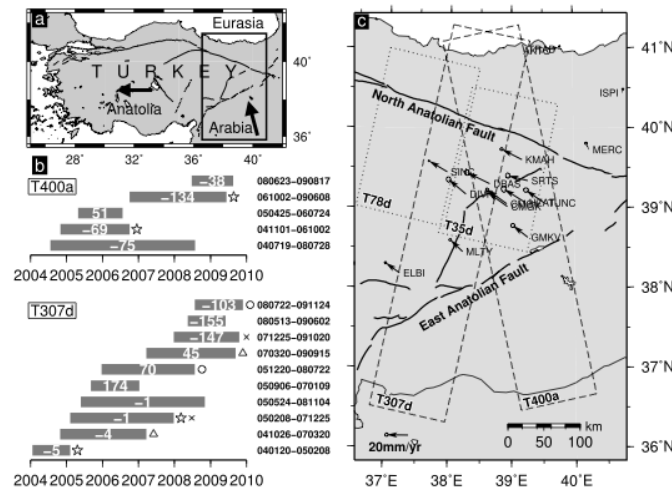 a
Eurasia
TURKEY
Anatolia
Arabia
40°
36°
28° 32° 36° 40°
b
T400a
−38 080623−090817
−134 061002−090608
51 050425−060724
−69 041101−061002
−75 040719−080728
2004 2005 2006 2007 2008 2009 2010
T307d
−103 080722−091124
−155 080513−090602
−147 071225−091020
45 070320−090915
70 051220−080722
174 050906−070109
−1 050524−081104
−1 050208−071225
−4 041026−070320
−5 040120−050208
2004 2005 2006 2007 2008 2009 2010
c
41°N
40°N
39°N
38°N
37°N
36°N
ISPI
North Anatolian Fault
MERC
KMAH
SINC
SRTS
T78d
T35d
GMKV
MLTY
ELBI
East Anatolian Fault
T307d
T400a
km
0 50 100
20mm/yr
37°E 38°E 39°E 40°E